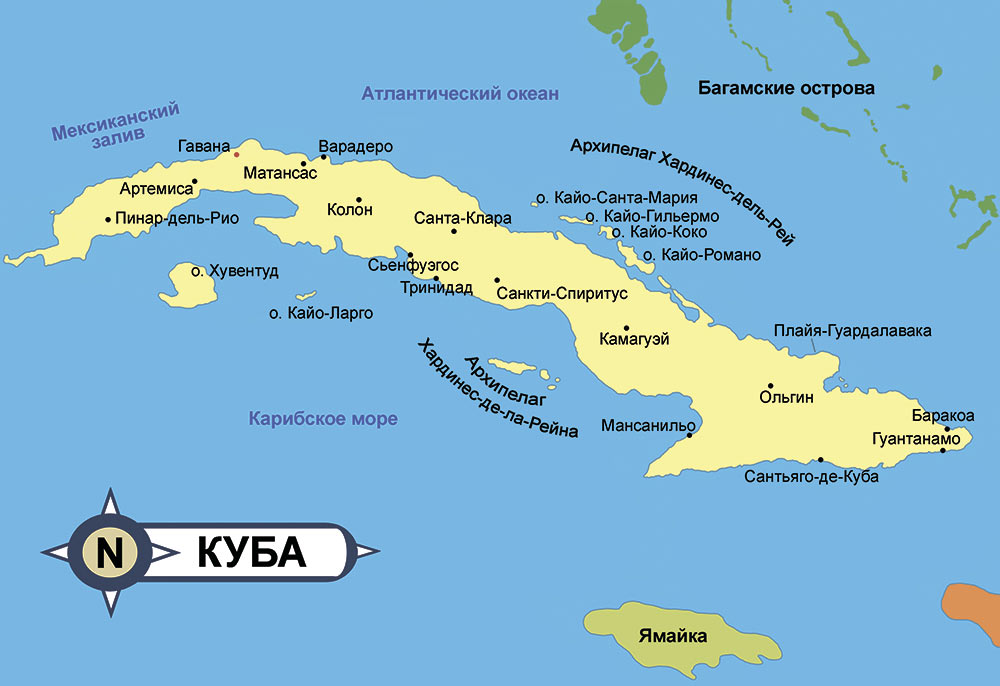 Багамские острова
Атлантический океан
Мексиканский
залив
Гавана
Варадеро
Матансас
Артемиса
Пинар-дель-Рио
Колон
Санта-Клара
Архипелаг Хардинес-дель-Рей
о. Кайо-Санта-Мария
о. Кайо-Гильермо
о. Кайо-Коко
о. Кайо-Романо
о. Хувентуд
Сьенфуэгос
Тринидад
Санкти-Спиритус
о. Кайо-Ларго
Камагуэй
Плайя-Гуардалавака
Архипелаг
Хардинес-де-ла-Рейна
Ольгин
Карибское море
Мансанильо
Баракоа
Гуантанамо
Сантьяго-де-Куба
N
КУБА
Ямайка